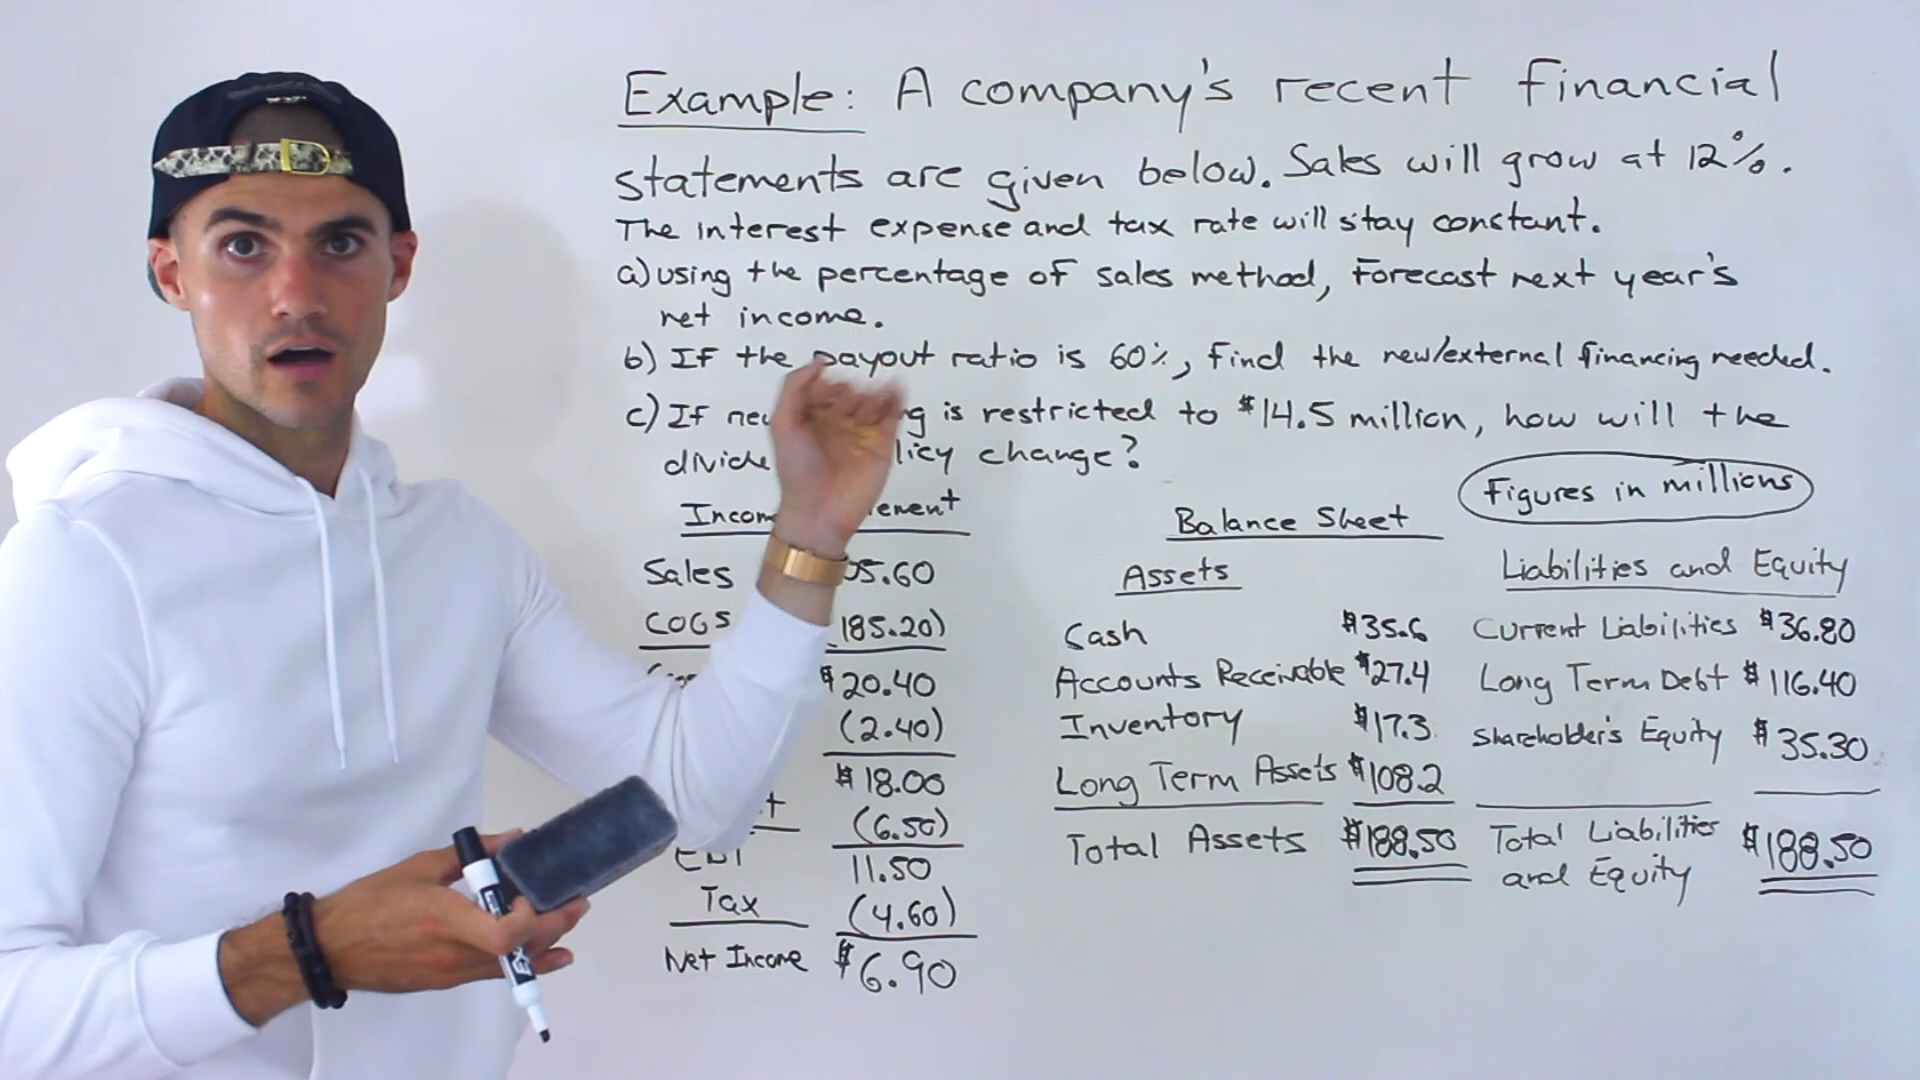 Example: A company's recent financial
statements are given below. Sales will grow at 12%.
The interest expense and tax rate will stay constant.
a) using the percentage of sales method, Forecast next year's
net income.
b) If the payout ratio is 60%, find the new/external financing needed.
c) If is restricted to $14.5 million, how will the
change?
Figures in millions
Income
Sales 05.60
COGS 185.20)
$20.40
(2.40)
$18.00
(6.50)
EBT 11.50
Tax (4.60)
Net Income $6.90
Balance Sheet
Assets
Cash $35.6
Accounts Receivable $27.4
Inventory $17.3
Long Term Assets $108.2
Total Assets $188.50
Liabilities and Equity
Current Liabilities $36.80
Long Term Debt $116.40
Shareholder's Equity $35.30
Total Liabilities
and Equity $188.50